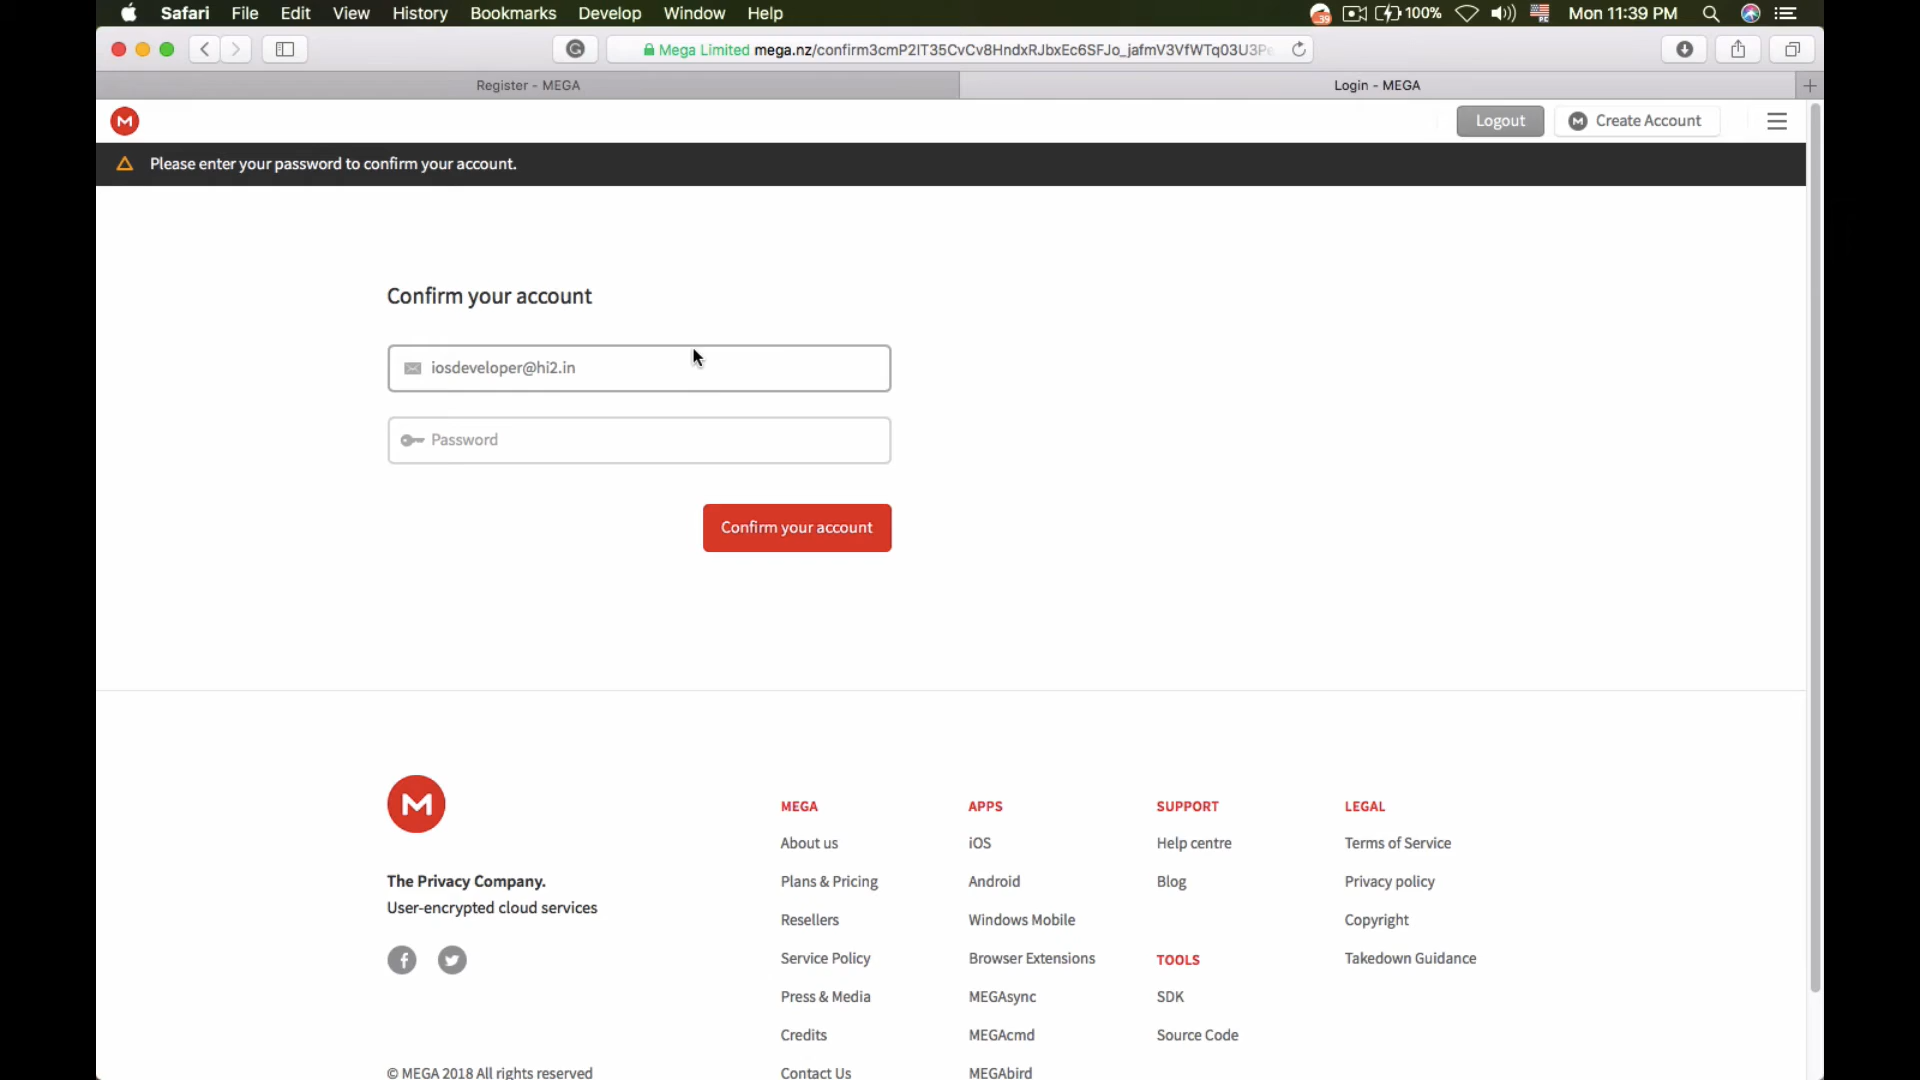 Safari File Edit View History Bookmarks Develop Window Help 39 100% Mon 11:39 PM
Mega Limited mega.nz/confirm3cmP2IT35CvCv8HndxRJbxEc6SFJo_jafmV3VfWTq03U3P
Register - MEGA Login - MEGA
M Logout M Create Account
Please enter your password to confirm your account.
Confirm your account
iosdeveloper@hi2.in
Password
Confirm your account
M
The Privacy Company.
User-encrypted cloud services
© MEGA 2018 All rights reserved
MEGA
About us
Plans & Pricing
Resellers
Service Policy
Press & Media
Credits
Contact Us
APPS
iOS
Android
Windows Mobile
Browser Extensions
MEGAsync
MEGAcmd
MEGAbird
SUPPORT
Help centre
Blog
TOOLS
SDK
Source Code
LEGAL
Terms of Service
Privacy policy
Copyright
Takedown Guidance